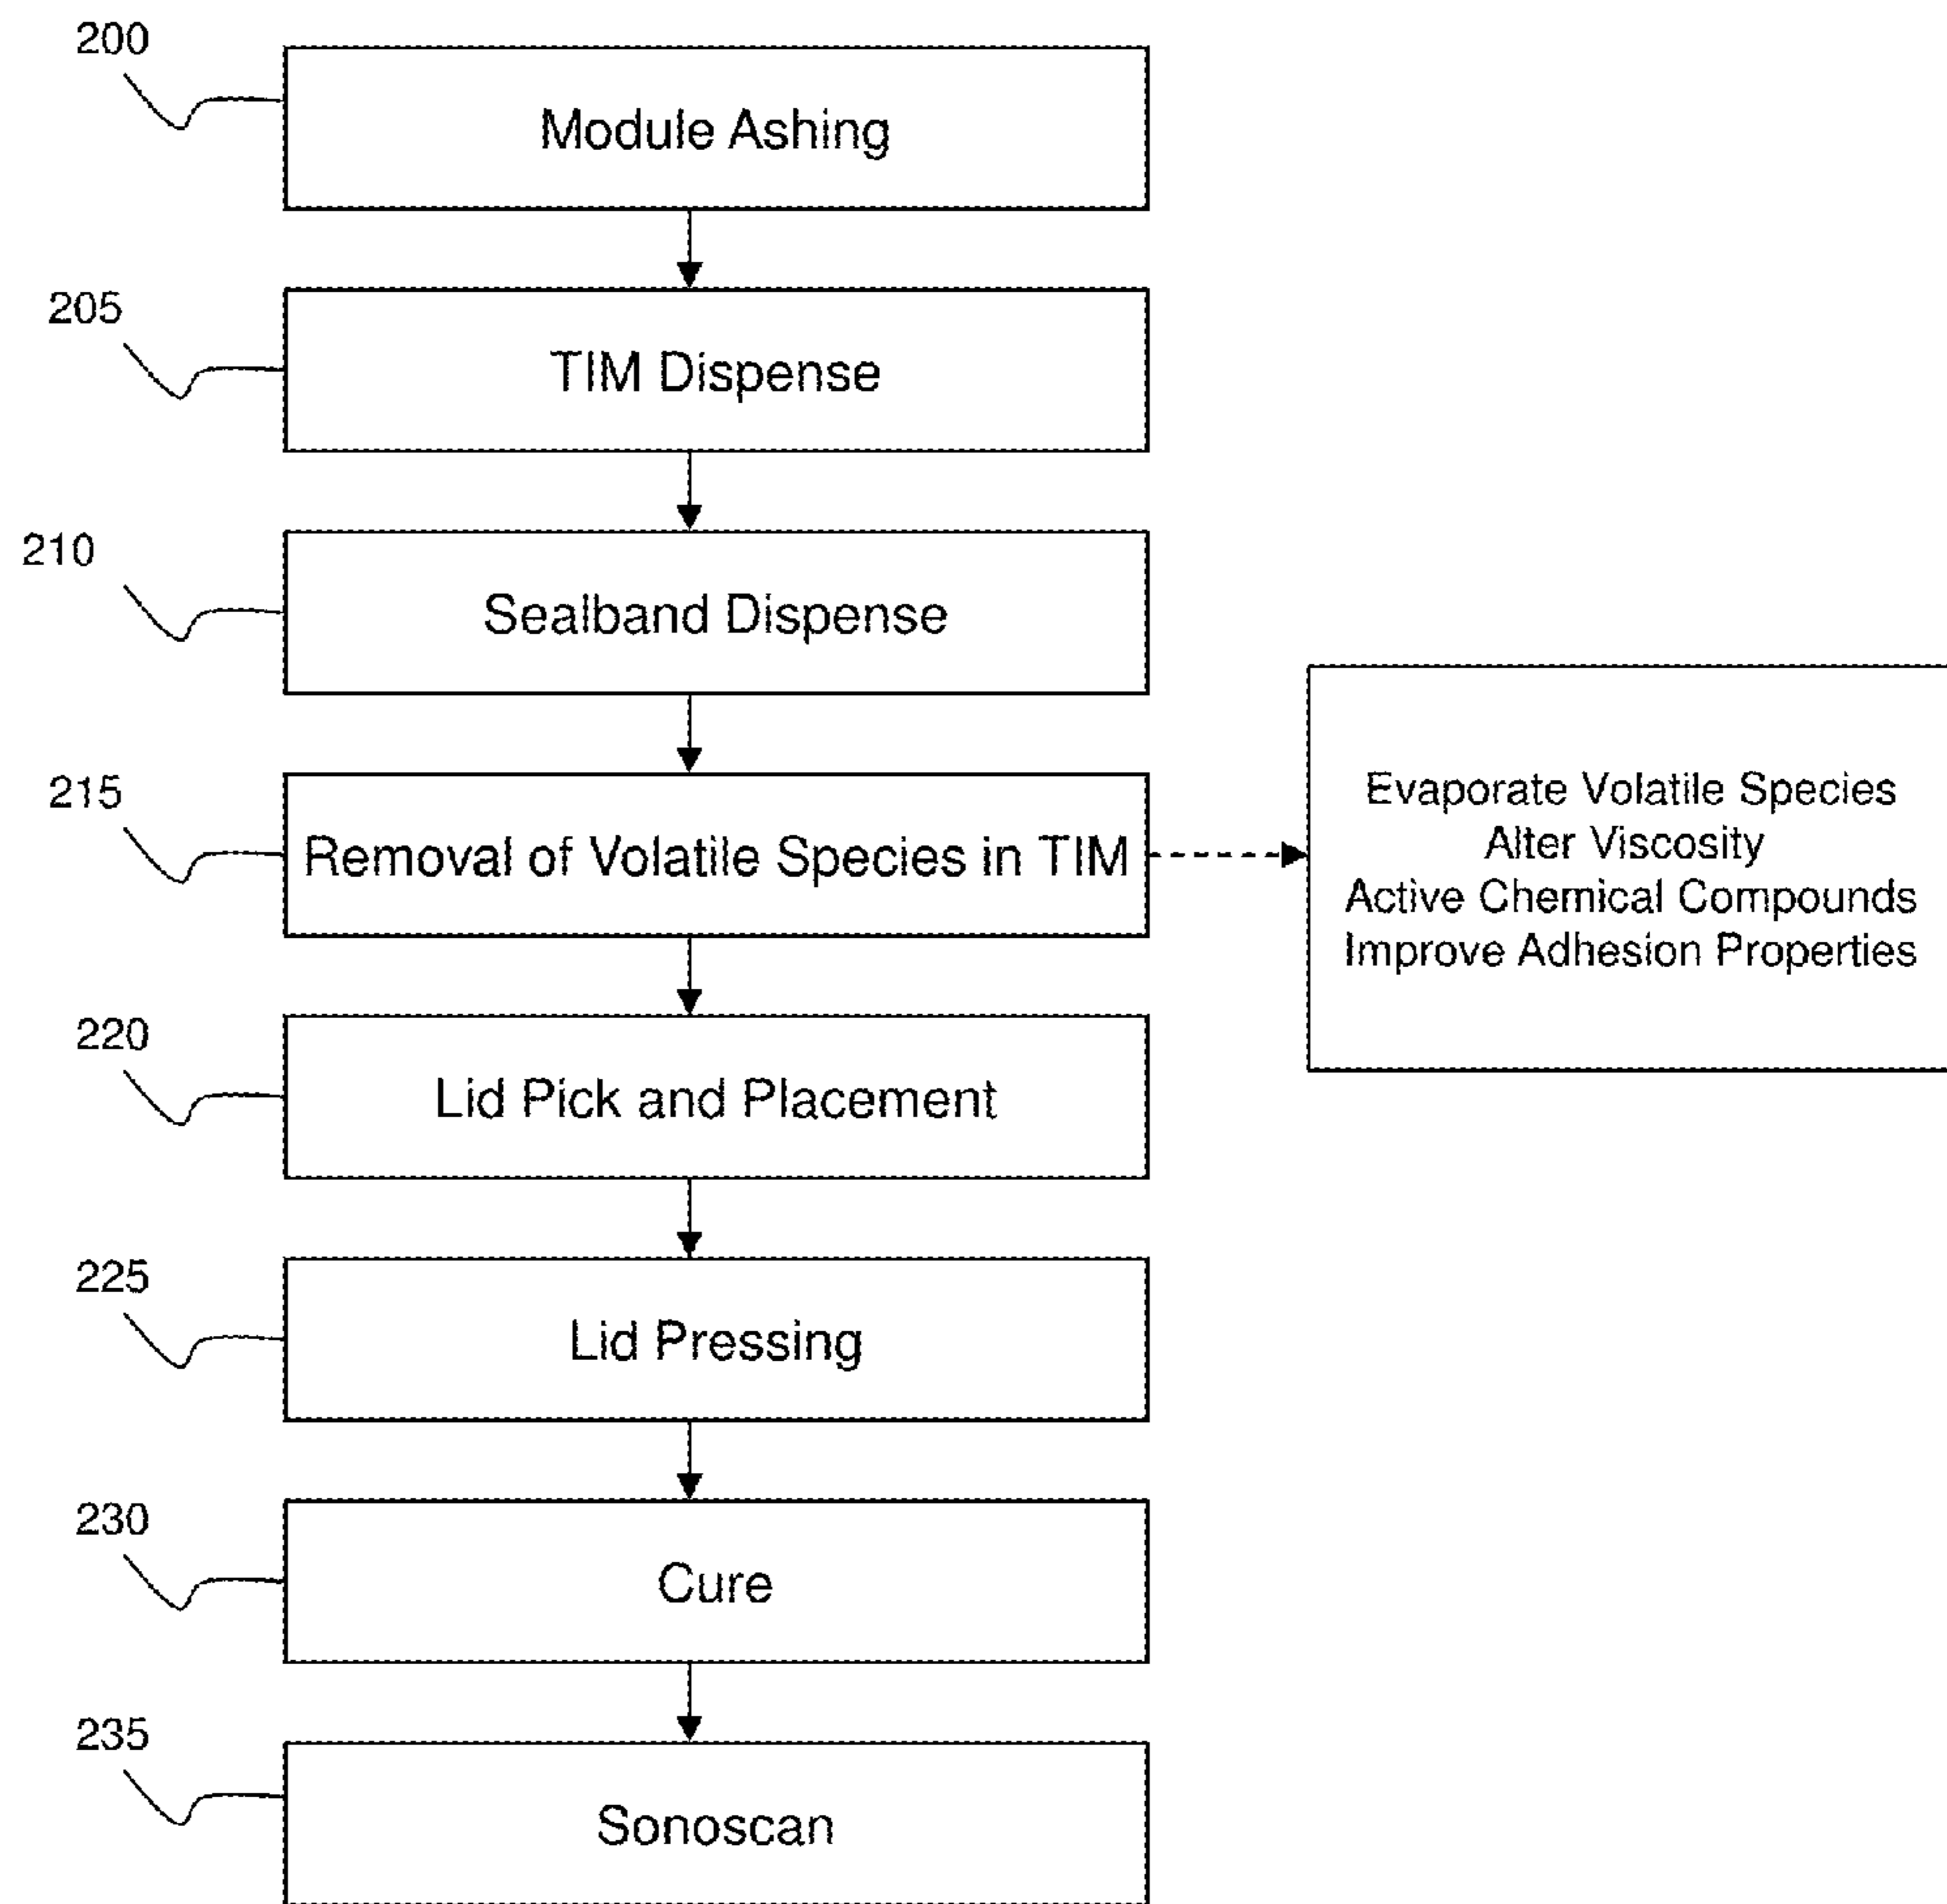 200
Module Ashing
205
TIM Dispense
210
Sealband Dispense
215
Removal of Volatile Species in TIM
Evaporate Volatile Species
Alter Viscosity
Active Chemical Compounds
Improve Adhesion Properties
220
Lid Pick and Placement
225
Lid Pressing
230
Cure
235
Sonoscan